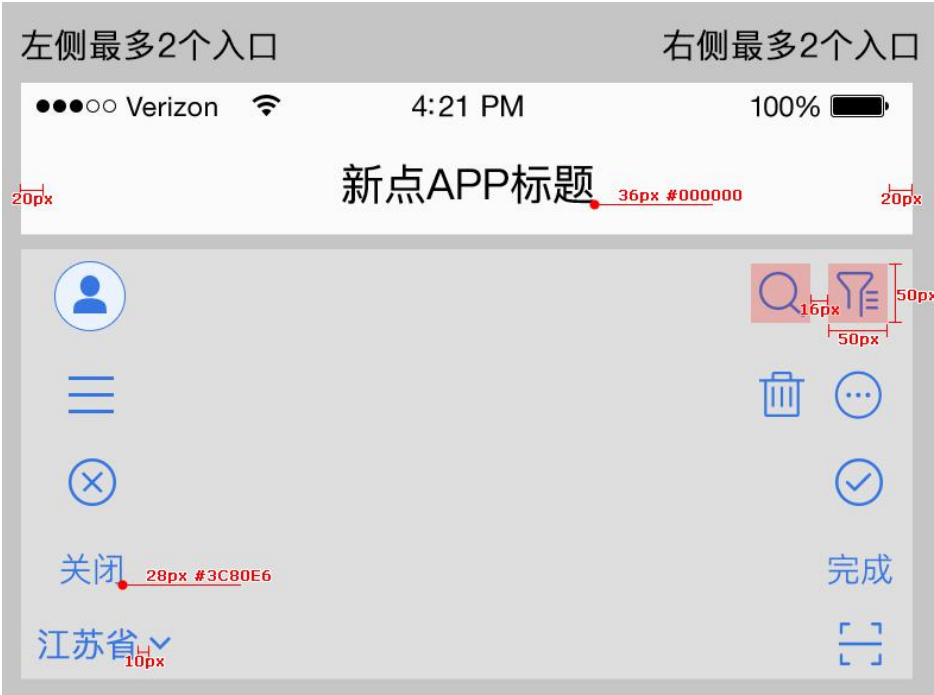 左侧最多2个入口 右侧最多2个入口
Verizon 4:21 PM 100%
新点APP标题
20px 36px #000000 20px
16px 50px
50px
关闭 28px #3C80E6 完成
江苏省
10px